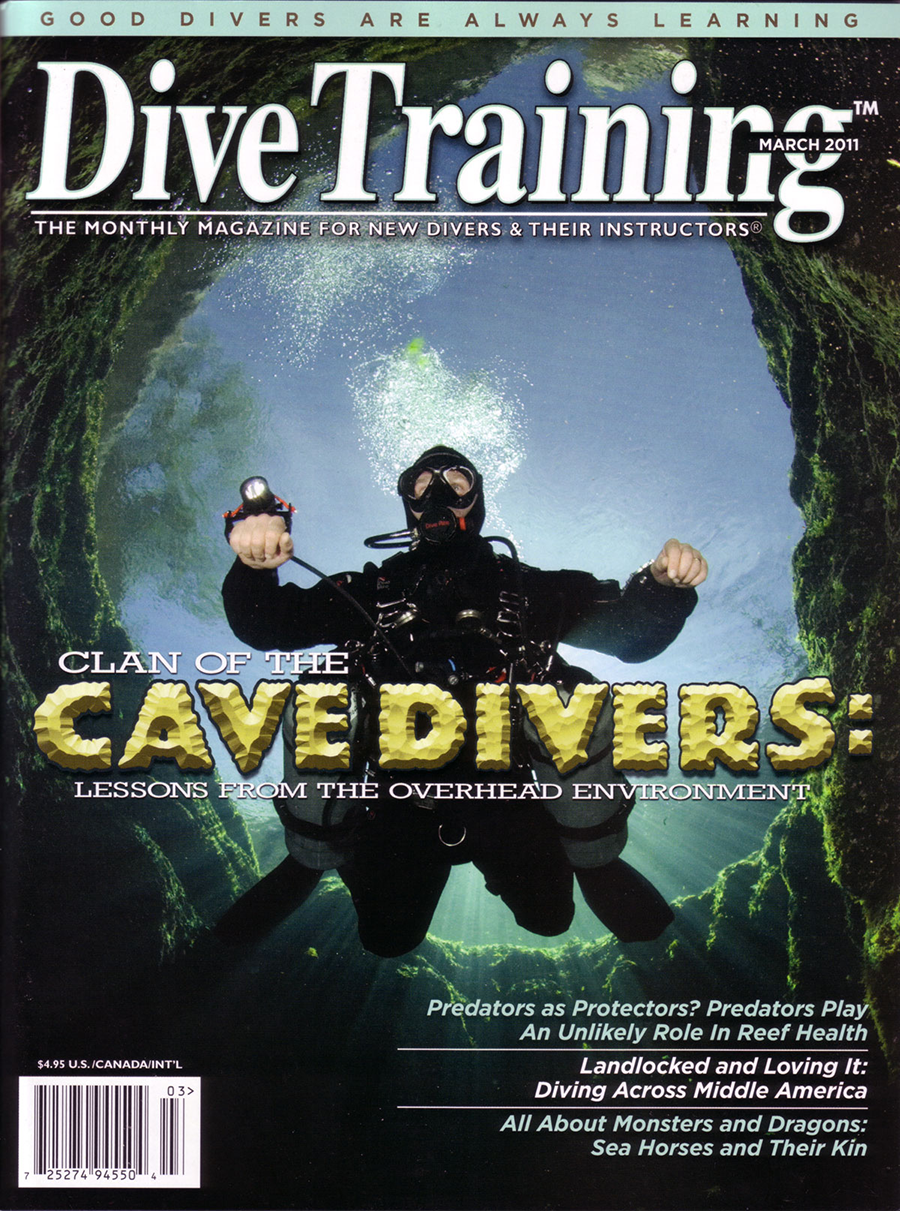 GOOD DIVERS ARE ALWAYS LEARNING
Dive Training™
MARCH 2011
THE MONTHLY MAGAZINE FOR NEW DIVERS & THEIR INSTRUCTORS®
Dive Rite
CLAN OF THE
CAVE DIVERS:
LESSONS FROM THE OVERHEAD ENVIRONMENT
Predators as Protectors? Predators Play
An Unlikely Role In Reef Health
Landlocked and Loving It:
Diving Across Middle America
All About Monsters and Dragons:
Sea Horses and Their Kin
$4.95 U.S./CANADA/INT'L
03>
7 25274 94550 4